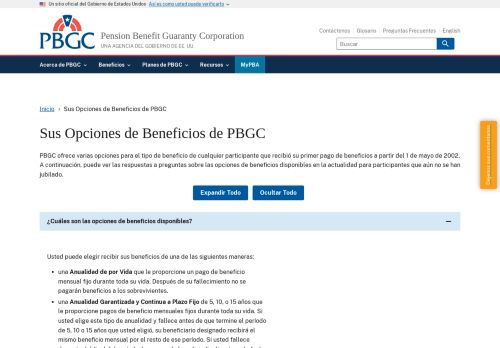 Un sitio oficial del Gobierno de Estados Unidos Así es como usted puede verificarlo
PBGC
Pension Benefit Guaranty Corporation
UNA AGENCIA DEL GOBIERNO DE EE. UU
Contáctenos Glosario Preguntas Frecuentes English
Buscar
Acerca de PBGC Beneficios Planes de PBGC Recursos MyPBA
Inicio › Sus Opciones de Beneficios de PBGC
Sus Opciones de Beneficios de PBGC
PBGC ofrece varias opciones para el tipo de beneficio de cualquier participante que recibió su primer pago de beneficios a partir del 1 de mayo de 2002.
A continuación, puede ver las respuestas a preguntas sobre las opciones de beneficios disponibles en la actualidad para participantes que aún no se han
jubilado.
Expandir Todo Ocultar Todo
¿Cuáles son las opciones de beneficios disponibles?
Usted puede elegir recibir sus beneficios de una de las siguientes maneras:
• una Anualidad de por Vida que le proporcione un pago de beneficio
mensual fijo durante toda su vida. Después de su fallecimiento no se
pagarán beneficios a los sobrevivientes.
• una Anualidad Garantizada y Continua a Plazo Fijo de 5, 10, o 15 años que
le proporcione pagos de beneficio mensuales fijos durante toda su vida. Si
usted elige este tipo de anualidad y fallece antes de que termine el período
de 5, 10 o 15 años que usted eligió, su beneficiario designado recibirá el
mismo beneficio mensual por el resto de ese período. Si usted fallece